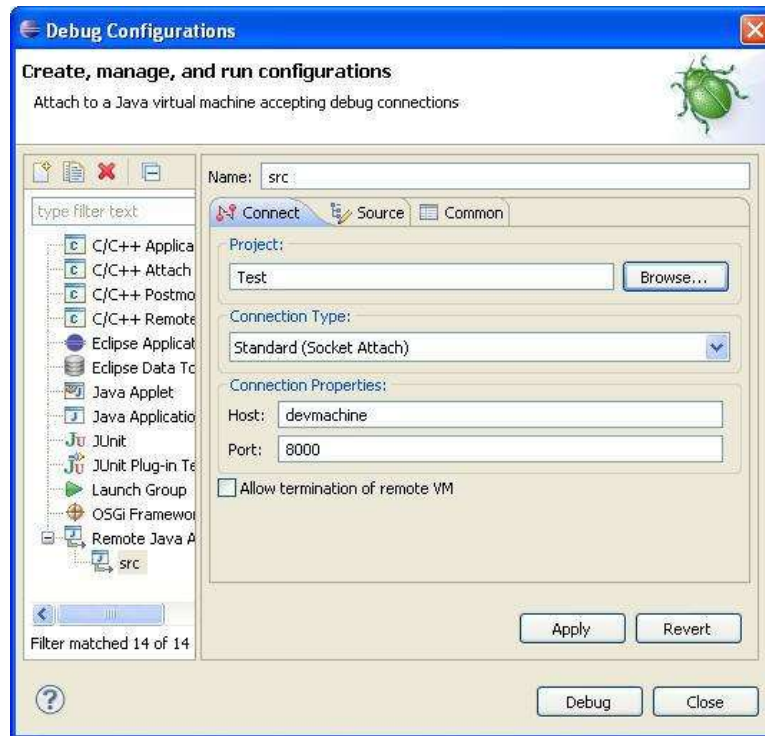 Debug Configurations
Create, manage, and run configurations
Attach to a Java virtual machine accepting debug connections
type filter text
C/C++ Applica
C/C++ Attach
C/C++ Postmo
C/C++ Remote
Eclipse Applicat
Eclipse Data To
Java Applet
Java Applicatio
JUnit
JUnit Plug-in Te
Launch Group
OSGi Framewor
Remote Java A
src
Filter matched 14 of 14
Name: src
Connect Source Common
Project:
Test Browse...
Connection Type:
Standard (Socket Attach)
Connection Properties:
Host: devmachine
Port: 8000
Allow termination of remote VM
Apply Revert
Debug Close